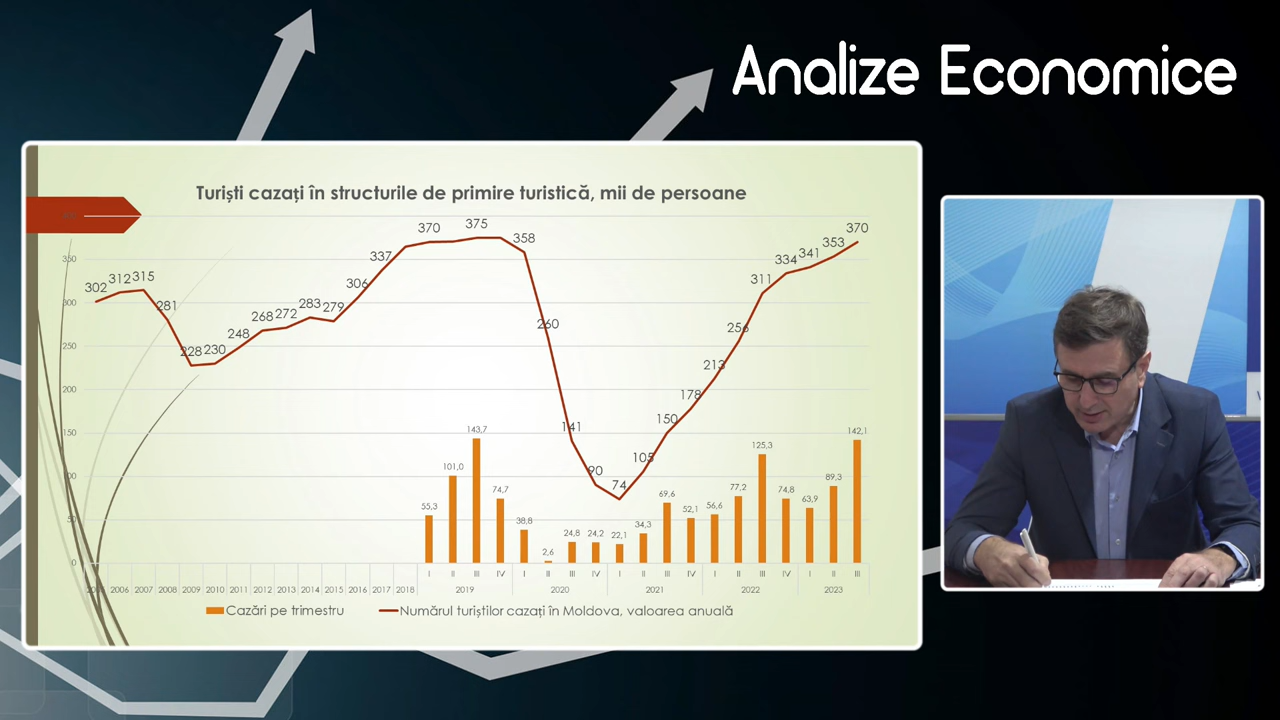 Analize Economice
Turiști cazați în structurile de primire turistică, mii de persoane
350
300
250
200
150
50
0
302 312 315 281 228 230 248 268 272 283 279 306 337 370 375 358 260 141 90 74 105 150 178 213 256 311 334 341 353 370
55,3 101,0 143,7 74,7 38,8 2,6 24,8 24,2 22,1 34,3 69,6 52,1 56,6 77,2 125,3 74,8 63,9 89,3 142,1
I II III IV I II III IV I II III IV I II III IV I II III
2006 2007 2008 2009 2010 2011 2012 2013 2014 2015 2016 2017 2018 2019 2020 2021 2022 2023
Cazări pe trimestru Numărul turiștilor cazați în Moldova, valoarea anuală